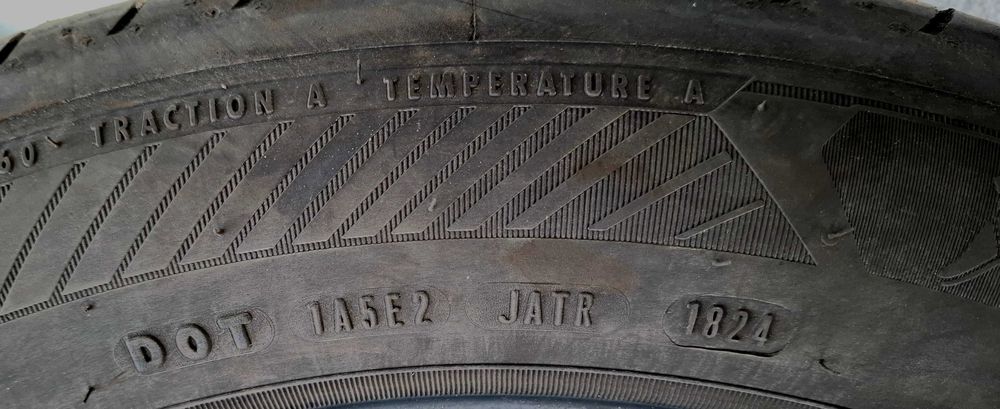 60 TRACTION A TEMPERATURE A
DOT 1A5E2 JATR 1824